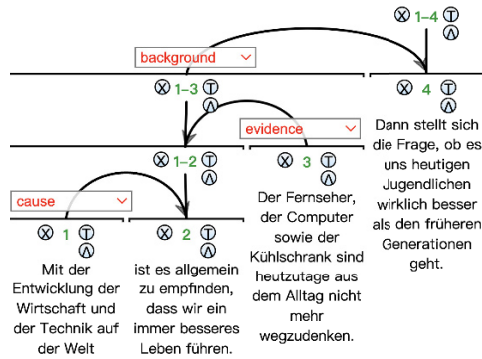 Ⓧ 1-4 Ⓣ
Ⓐ
background
Ⓧ 1-3 Ⓣ
Ⓐ
Ⓧ 4 Ⓣ
Ⓐ
evidence
Ⓧ 1-2 Ⓣ
Ⓐ
Ⓧ 3 Ⓣ
Ⓐ
cause
Ⓧ 1 Ⓣ
Ⓐ
Ⓧ 2 Ⓣ
Ⓐ
Mit der
Entwicklung der
Wirtschaft und
der Technik auf
der Welt
ist es allgemein
zu empfinden,
dass wir ein
immer besseres
Leben führen.
Der Fernseher,
der Computer
sowie der
Kühlschrank sind
heutzutage aus
dem Alltag nicht
mehr
wegzudenken.
Dann stellt sich
die Frage, ob es
uns heutigen
Jugendlichen
wirklich besser
als den früheren
Generationen
geht.